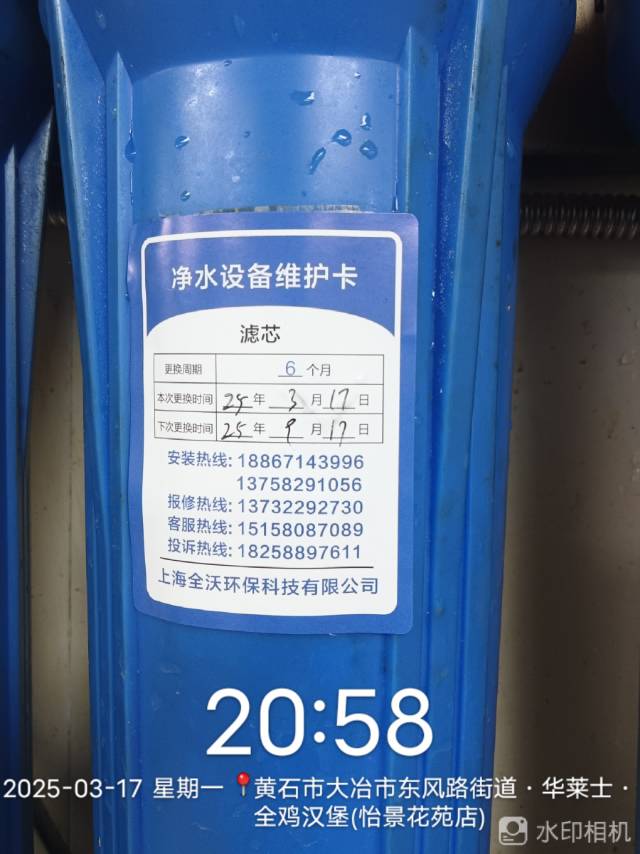 净水设备维护卡
滤芯
更换周期 6 个月
本次更换时间 25 年 3 月 17 日
下次更换时间 25 年 9 月 17 日
安装热线: 18867143996
13758291056
报修热线: 13732292730
客服热线: 15158087089
投诉热线: 18258897611
上海全沃环保科技有限公司
20:58
2025-03-17 星期一 黄石市大冶市东风路街道·华莱士·
全鸡汉堡(怡景花苑店)
水印相机